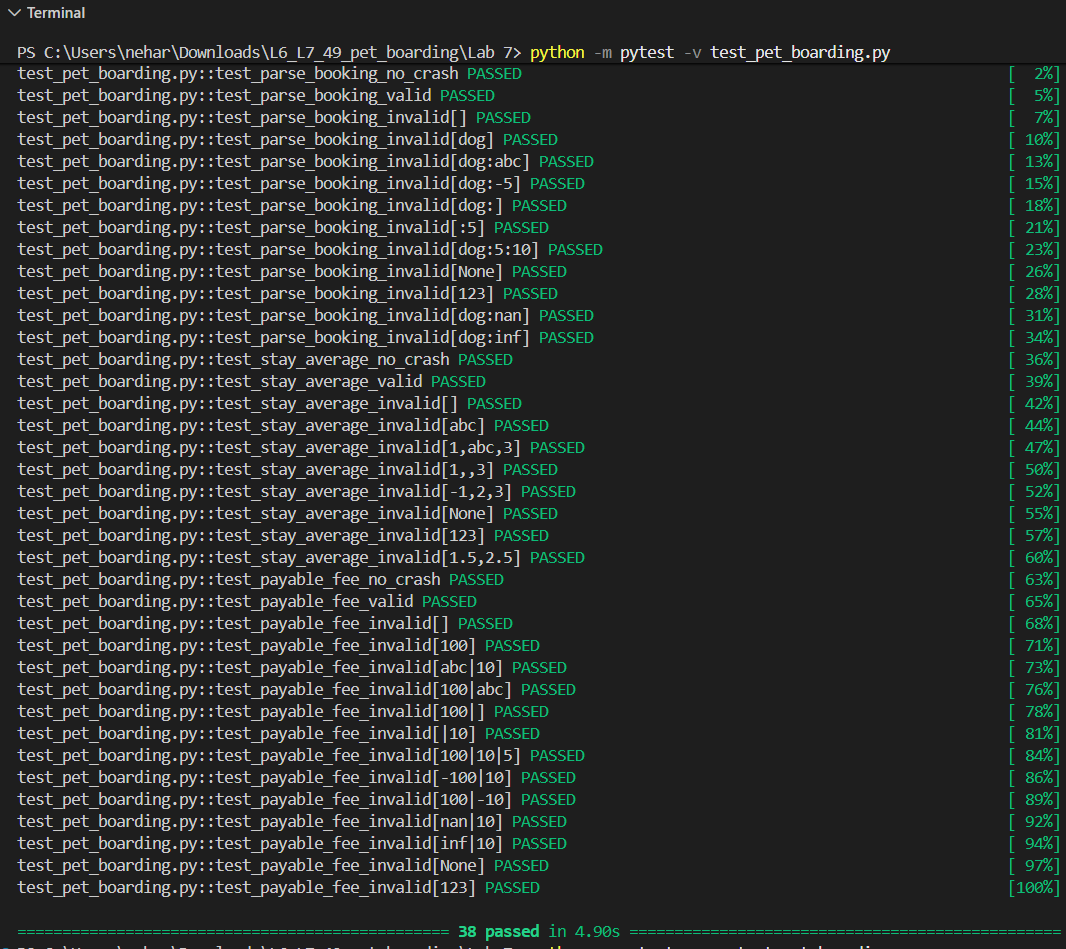 Terminal
PS C:\Users\nehar\Downloads\L6_L7_49_pet_boarding\Lab 7> python -m pytest -v test_pet_boarding.py
test_pet_boarding.py::test_parse_booking_no_crash PASSED [  2%]
test_pet_boarding.py::test_parse_booking_valid PASSED [  5%]
test_pet_boarding.py::test_parse_booking_invalid[] PASSED [  7%]
test_pet_boarding.py::test_parse_booking_invalid[dog] PASSED [ 10%]
test_pet_boarding.py::test_parse_booking_invalid[dog:abc] PASSED [ 13%]
test_pet_boarding.py::test_parse_booking_invalid[dog:-5] PASSED [ 15%]
test_pet_boarding.py::test_parse_booking_invalid[dog:] PASSED [ 18%]
test_pet_boarding.py::test_parse_booking_invalid[:5] PASSED [ 21%]
test_pet_boarding.py::test_parse_booking_invalid[dog:5:10] PASSED [ 23%]
test_pet_boarding.py::test_parse_booking_invalid[None] PASSED [ 26%]
test_pet_boarding.py::test_parse_booking_invalid[123] PASSED [ 28%]
test_pet_boarding.py::test_parse_booking_invalid[dog:nan] PASSED [ 31%]
test_pet_boarding.py::test_parse_booking_invalid[dog:inf] PASSED [ 34%]
test_pet_boarding.py::test_stay_average_no_crash PASSED [ 36%]
test_pet_boarding.py::test_stay_average_valid PASSED [ 39%]
test_pet_boarding.py::test_stay_average_invalid[] PASSED [ 42%]
test_pet_boarding.py::test_stay_average_invalid[abc] PASSED [ 44%]
test_pet_boarding.py::test_stay_average_invalid[1,abc,3] PASSED [ 47%]
test_pet_boarding.py::test_stay_average_invalid[1,,3] PASSED [ 50%]
test_pet_boarding.py::test_stay_average_invalid[-1,2,3] PASSED [ 52%]
test_pet_boarding.py::test_stay_average_invalid[None] PASSED [ 55%]
test_pet_boarding.py::test_stay_average_invalid[123] PASSED [ 57%]
test_pet_boarding.py::test_stay_average_invalid[1.5,2.5] PASSED [ 60%]
test_pet_boarding.py::test_payable_fee_no_crash PASSED [ 63%]
test_pet_boarding.py::test_payable_fee_valid PASSED [ 65%]
test_pet_boarding.py::test_payable_fee_invalid[] PASSED [ 68%]
test_pet_boarding.py::test_payable_fee_invalid[100] PASSED [ 71%]
test_pet_boarding.py::test_payable_fee_invalid[abc|10] PASSED [ 73%]
test_pet_boarding.py::test_payable_fee_invalid[100|abc] PASSED [ 76%]
test_pet_boarding.py::test_payable_fee_invalid[100|] PASSED [ 78%]
test_pet_boarding.py::test_payable_fee_invalid[|10] PASSED [ 81%]
test_pet_boarding.py::test_payable_fee_invalid[100|10|5] PASSED [ 84%]
test_pet_boarding.py::test_payable_fee_invalid[-100|10] PASSED [ 86%]
test_pet_boarding.py::test_payable_fee_invalid[100|-10] PASSED [ 89%]
test_pet_boarding.py::test_payable_fee_invalid[nan|10] PASSED [ 92%]
test_pet_boarding.py::test_payable_fee_invalid[inf|10] PASSED [ 94%]
test_pet_boarding.py::test_payable_fee_invalid[None] PASSED [ 97%]
test_pet_boarding.py::test_payable_fee_invalid[123] PASSED [100%]
================================================ 38 passed in 4.90s ================================================